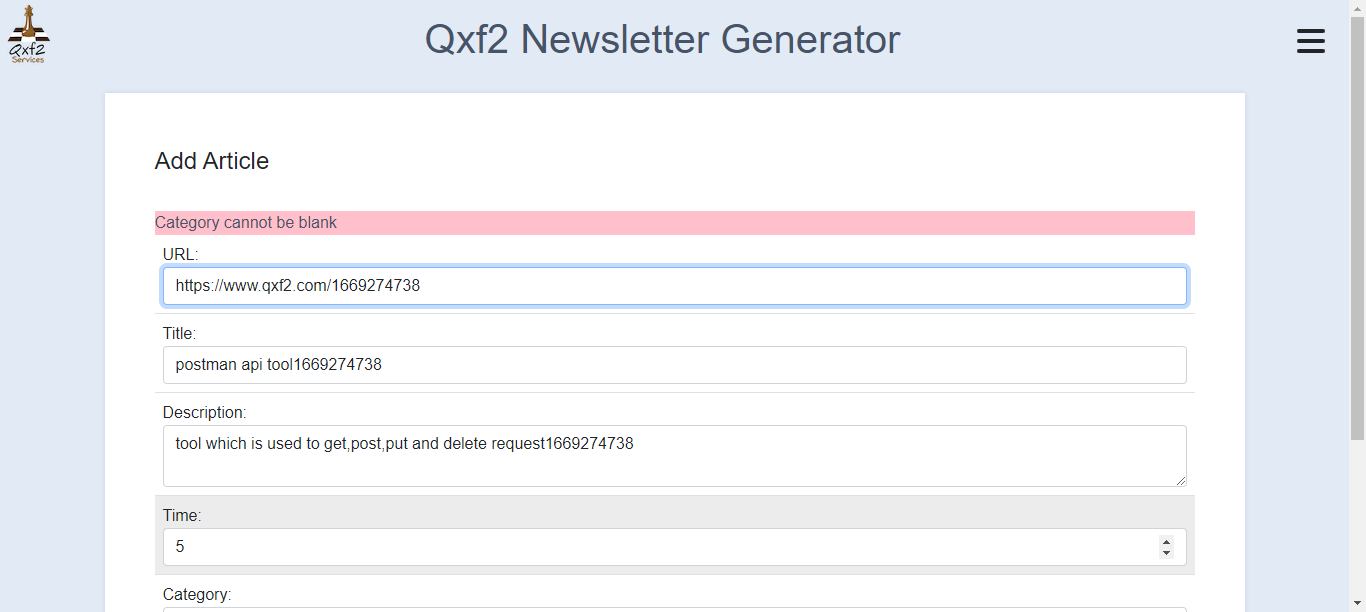 Qxf2
Services
Qxf2 Newsletter Generator
Add Article
Category cannot be blank
URL:
https://www.qxf2.com/1669274738
Title:
postman api tool1669274738
Description:
tool which is used to get,post,put and delete request1669274738
Time:
5
Category: